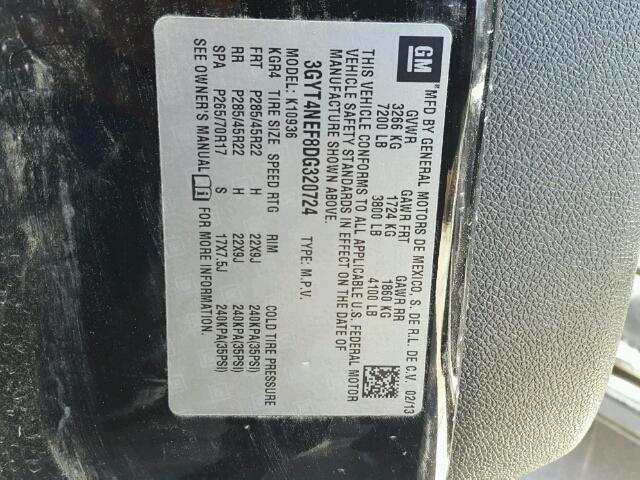 GM
MFD BY GENERAL MOTORS DE MEXICO, S. DE R.L. DE C.V. 02/13
GVWR GAWR FRT GAWR RR
3266 KG 1724 KG 1860 KG
7200 LB 3800 LB 4100 LB
THIS VEHICLE CONFORMS TO ALL APPLICABLE U.S. FEDERAL MOTOR
VEHICLE SAFETY STANDARDS IN EFFECT ON THE DATE OF
MANUFACTURE SHOWN ABOVE.
3GYT4NEF8DG320724 TYPE: M.P.V.
MODEL: K10936
KGR4 TIRE SIZE SPEED RTG RIM COLD TIRE PRESSURE
FRT P285/45R22 H 22X9J 240KPA(35PSI)
RR P285/45R22 H 22X9J 240KPA(35PSI)
SPA P265/70R17 S 17X7.5J 240KPA(35PSI)
SEE OWNER'S MANUAL FOR MORE INFORMATION.